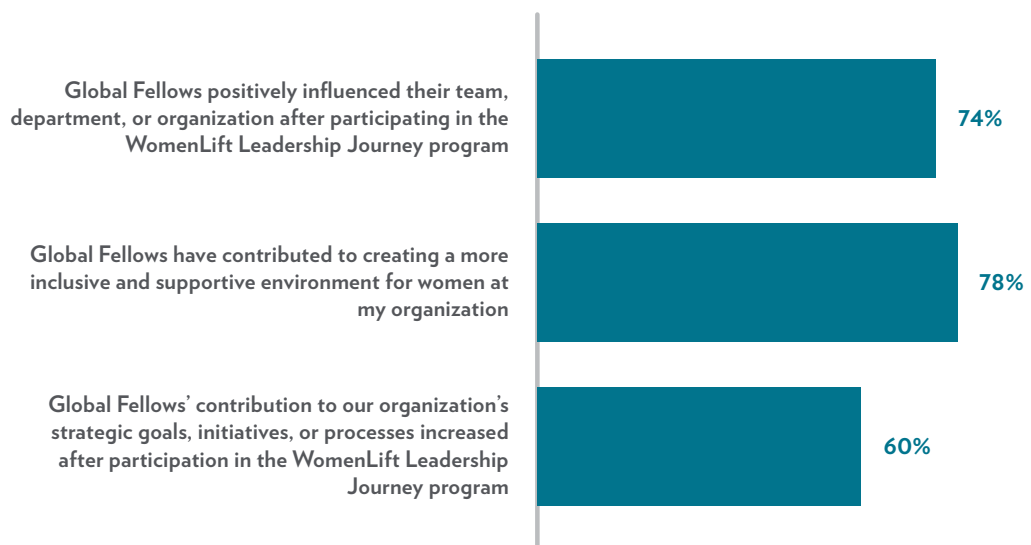 Global Fellows positively influenced their team,
department, or organization after participating in the
WomenLift Leadership Journey program
74%
Global Fellows have contributed to creating a more
inclusive and supportive environment for women at
my organization
78%
Global Fellows’ contribution to our organization’s
strategic goals, initiatives, or processes increased
after participation in the WomenLift Leadership
Journey program
60%